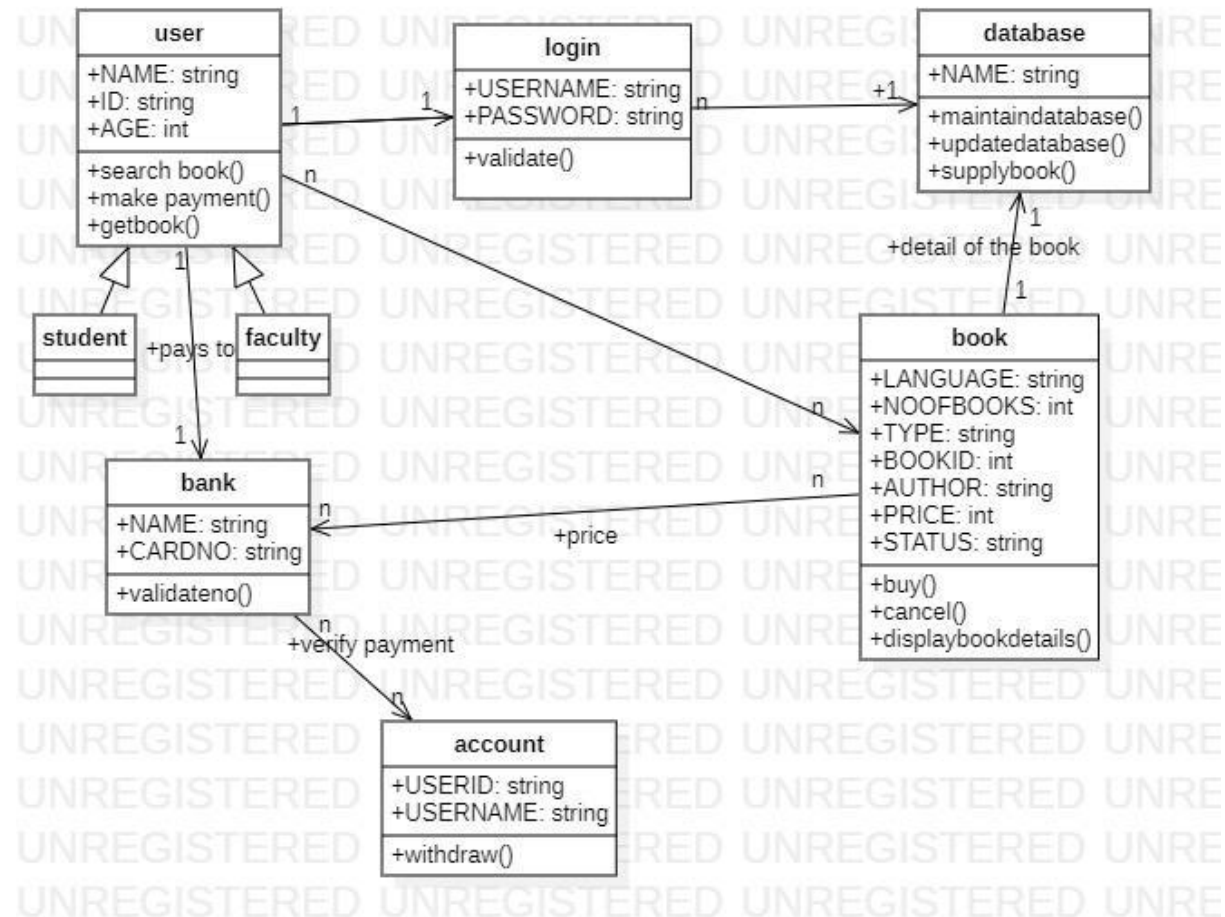 user
+NAME: string
+ID: string
+AGE: int
+search book()
+make payment()
+getbook()
login
+USERNAME: string
+PASSWORD: string
+validate()
database
+NAME: string
+maintaindatabase()
+updatedatabase()
+supplybook()
1
1
n
+1
n
n
1
+detail of the book
1
1
student
faculty
+pays to
1
book
+LANGUAGE: string
+NOOFBOOKS: int
+TYPE: string
+BOOKID: int
+AUTHOR: string
+PRICE: int
+STATUS: string
+buy()
+cancel()
+displaybookdetails()
bank
+NAME: string
+CARDNO: string
+validateno()
n
n
+price
n
+verify payment
n
account
+USERID: string
+USERNAME: string
+withdraw()
UNREGISTERED UNREGISTERED UNREGISTERED UNRE